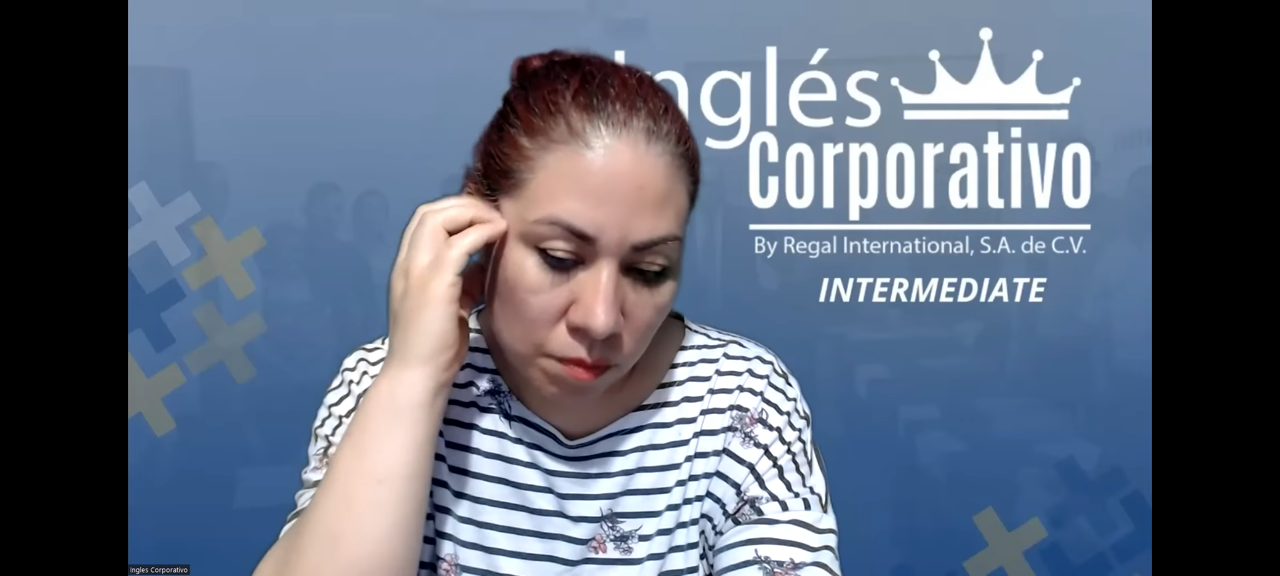 Inglés
Corporativo
By Regal International, S.A. de C.V.
INTERMEDIATE
Ingles Corporativo